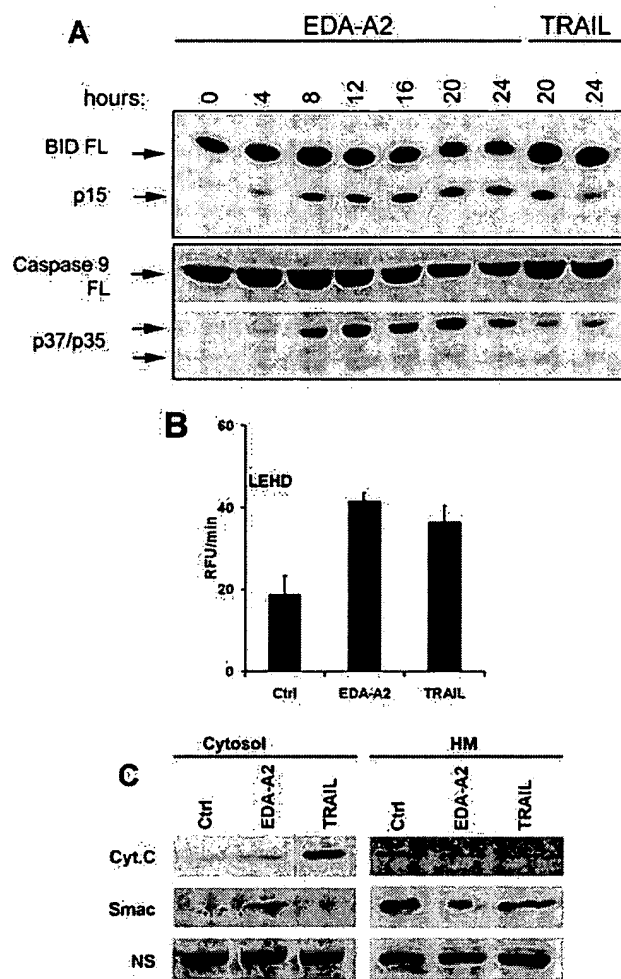 A
EDA-A2 TRAIL
hours: 0 4 8 12 16 20 24 20 24
BID FL
p15
Caspase 9
FL
p37/p35
B
60
LEHD
40
RFU/min
20
0
Ctrl EDA-A2 TRAIL
Cytosol HM
C
Ctrl EDA-A2 TRAIL Ctrl EDA-A2 TRAIL
Cyt.C
Smac
NS